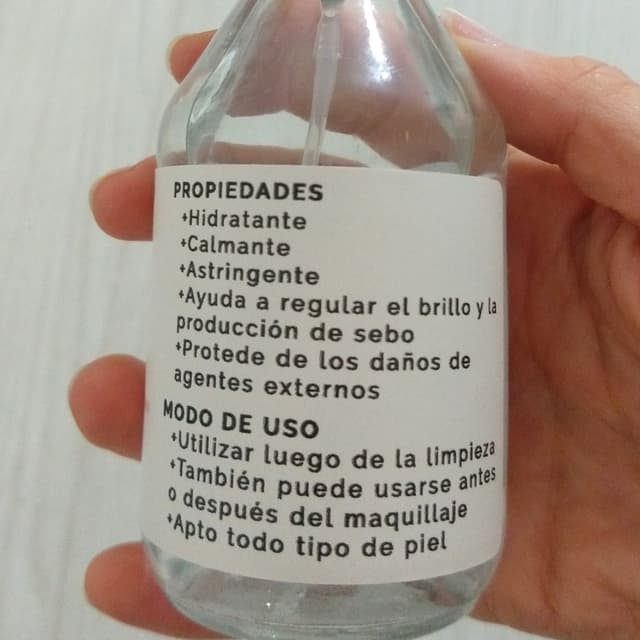 PROPIEDADES
+Hidratante
+Calmante
+Astringente
+Ayuda a regular el brillo y la
producción de sebo
+Protede de los daños de
agentes externos
MODO DE USO
+Utilizar luego de la limpieza
+También puede usarse antes
o después del maquillaje
+Apto todo tipo de piel